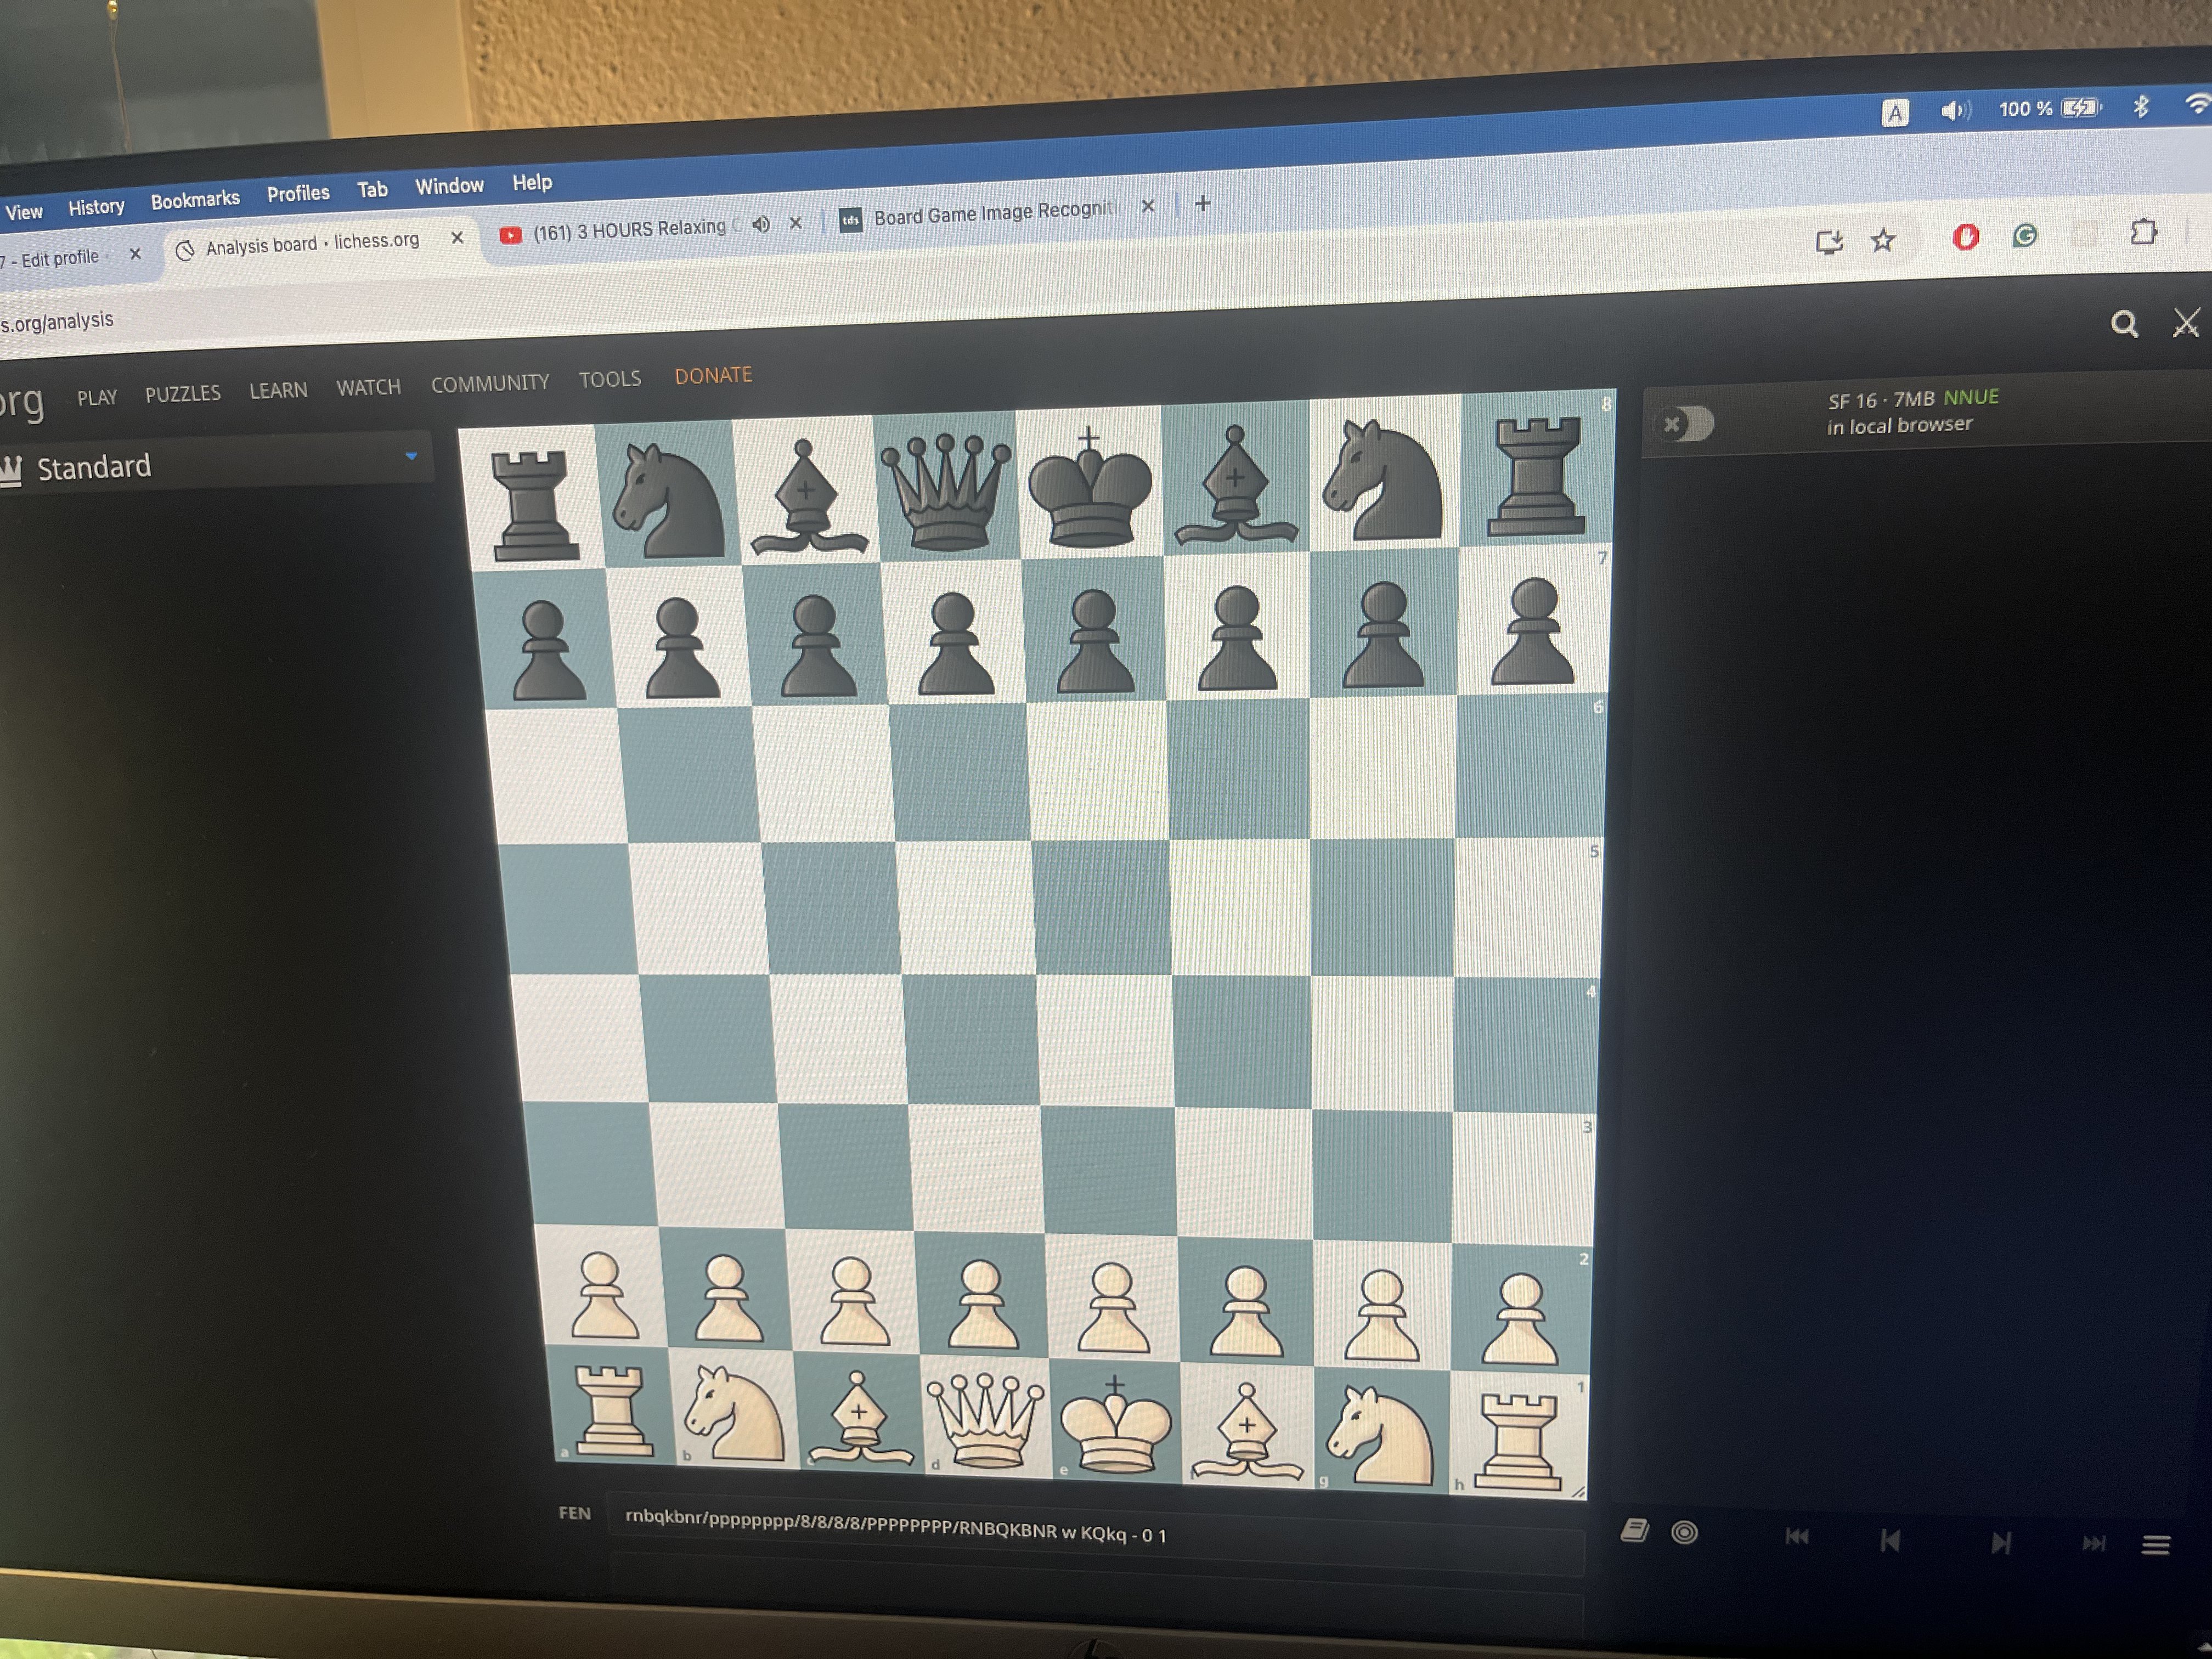 View History Bookmarks Profiles Tab Window Help
A 100 %
7 - Edit profile
Analysis board • lichess.org
(161) 3 HOURS Relaxing
tds Board Game Image Recogniti
s.org/analysis
org PLAY PUZZLES LEARN WATCH COMMUNITY TOOLS DONATE
Standard
SF 16 · 7MB NNUE
in local browser
8
7
6
5
4
3
2
1
a b c d e f g h
FEN rnbqkbnr/pppppppp/8/8/8/8/PPPPPPPP/RNBQKBNR w KQkq - 0 1